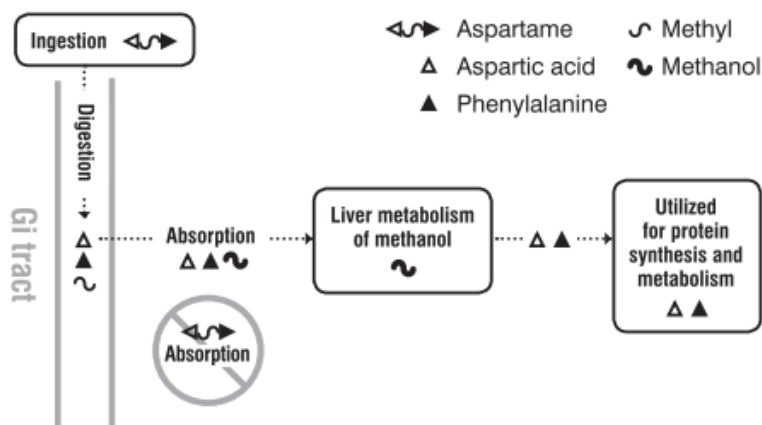 Ingestion
Aspartame
Methyl
Aspartic acid
Methanol
Phenylalanine
Digestion
Gi tract
Absorption
Liver metabolism
of methanol
Utilized
for protein
synthesis and
metabolism
Absorption